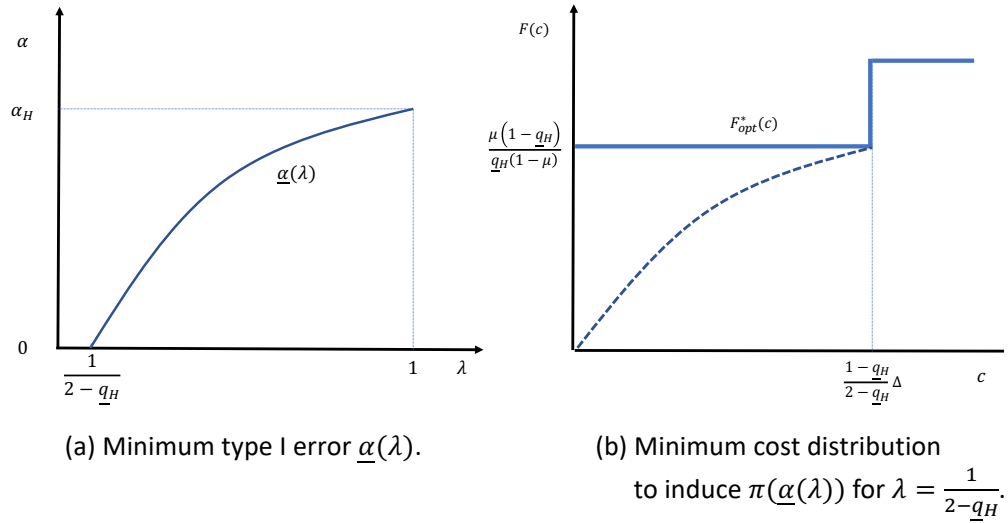 α
α_H
α̲(λ)
0
1/(2 − q̲_H)
1
λ
(a) Minimum type I error α̲(λ).
F(c)
F*_opt(c)
μ(1 − q̲_H)/(q̲_H(1 − μ))
(1 − q̲_H)/(2 − q̲_H) Δ
c
(b) Minimum cost distribution
to induce π(α̲(λ)) for λ = 1/(2−q̲_H).